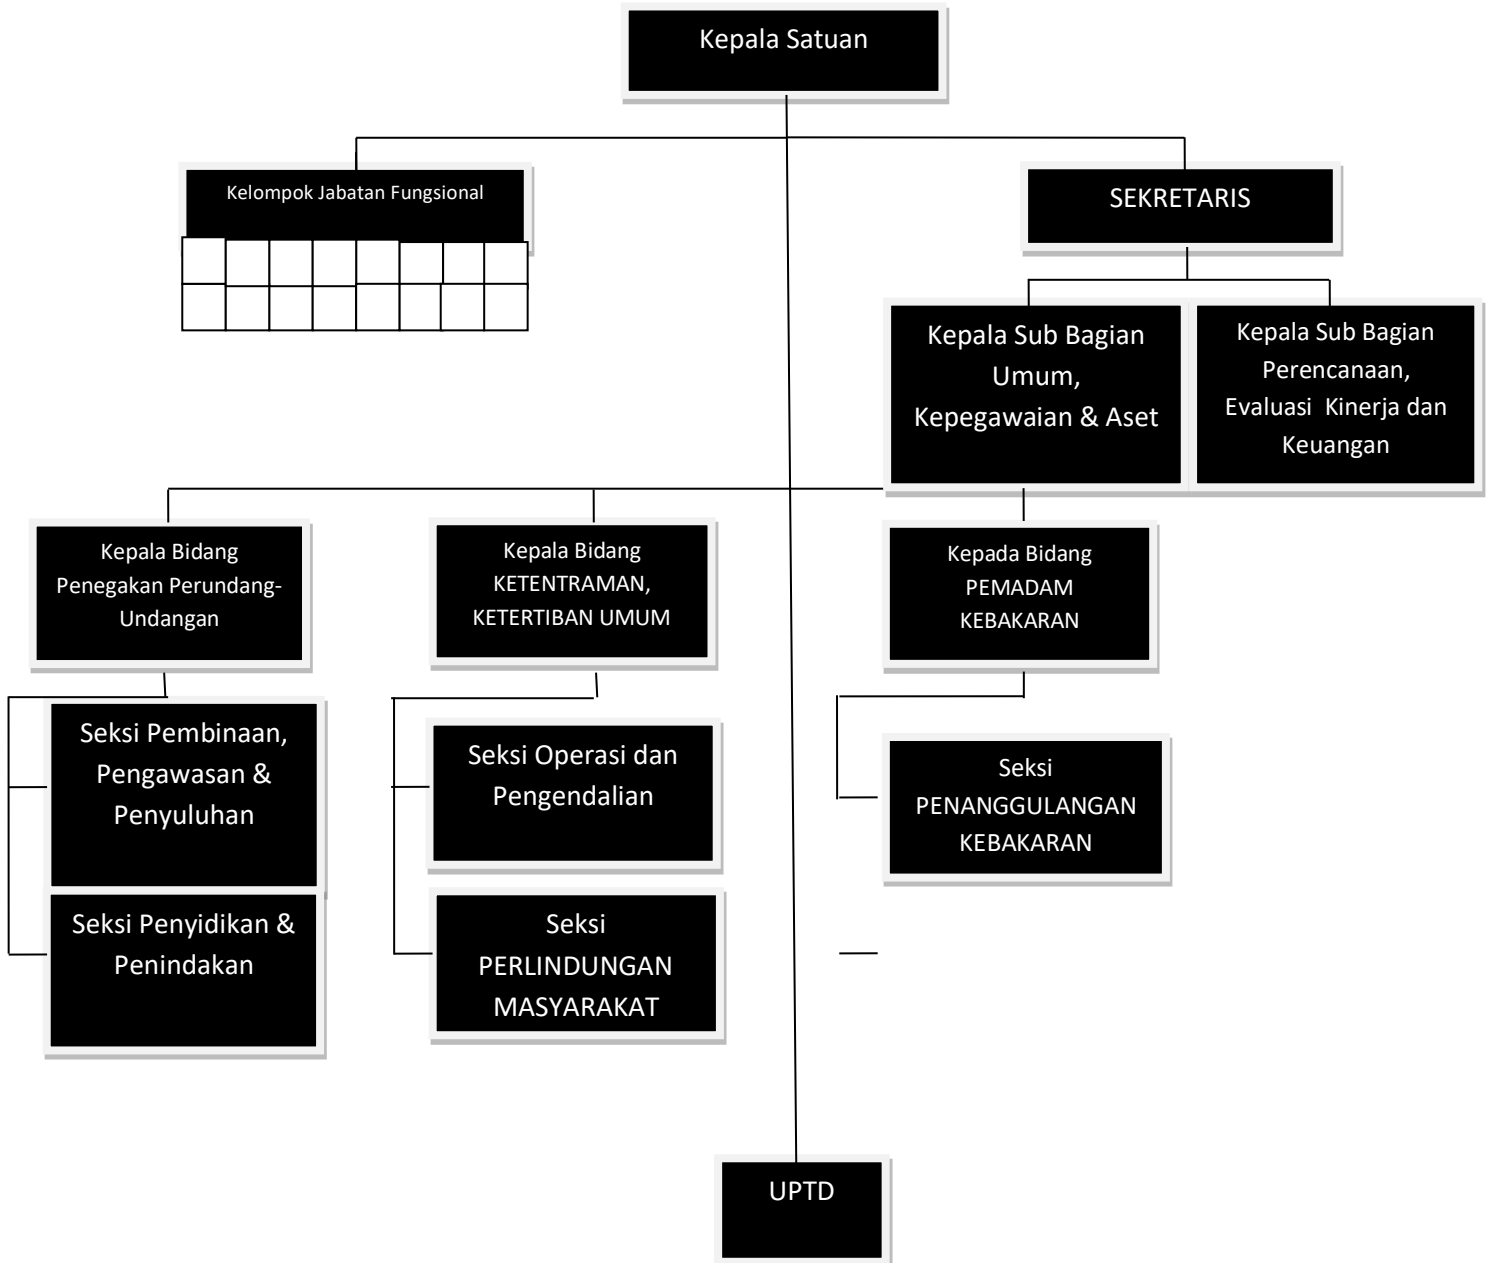 Kepala Satuan
Kelompok Jabatan Fungsional
SEKRETARIS
Kepala Sub Bagian
Umum,
Kepegawaian & Aset
Kepala Sub Bagian
Perencanaan,
Evaluasi Kinerja dan
Keuangan
Kepala Bidang
Penegakan Perundang-
Undangan
Kepala Bidang
KETENTRAMAN,
KETERTIBAN UMUM
Kepada Bidang
PEMADAM
KEBAKARAN
Seksi Pembinaan,
Pengawasan &
Penyuluhan
Seksi Operasi dan
Pengendalian
Seksi
PENANGGULANGAN
KEBAKARAN
Seksi Penyidikan &
Penindakan
Seksi
PERLINDUNGAN
MASYARAKAT
UPTD